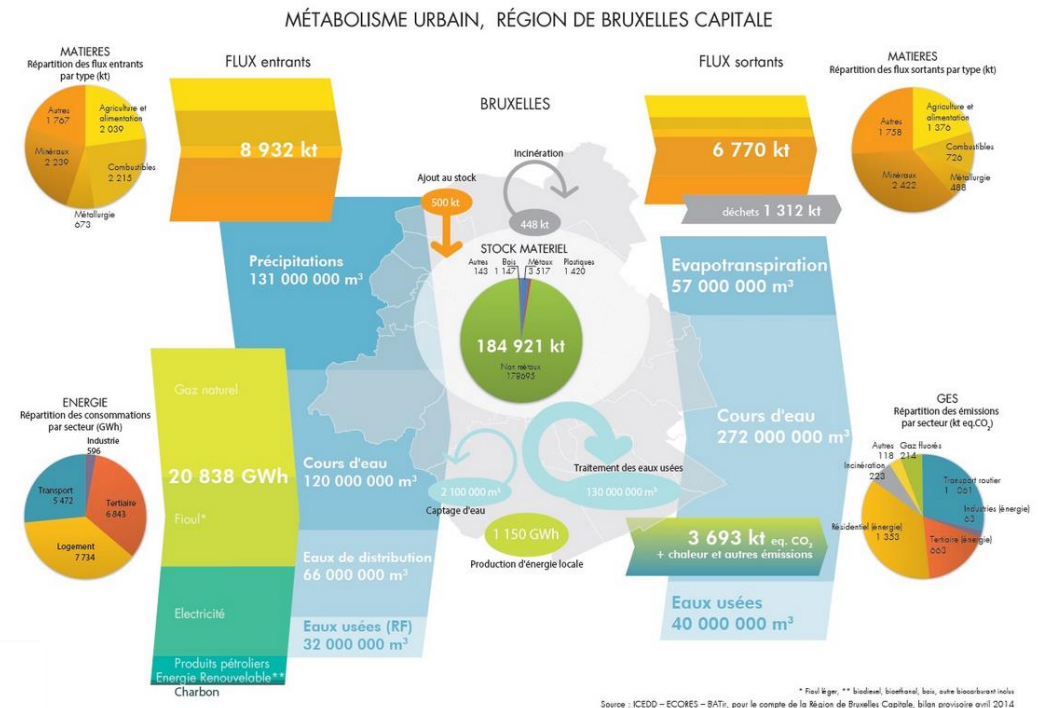 MÉTABOLISME URBAIN, RÉGION DE BRUXELLES CAPITALE
MATIERES
Répartition des flux entrants
par type (kt)
Autres
1 767
Agriculture et
alimentation
2 039
Minéraux
2 239
Combustibles
2 215
Métallurgie
673
FLUX entrants
8 932 kt
Précipitations
131 000 000 m³
Gaz naturel
20 838 GWh
Fioul*
Electricité
Produits pétroliers
Energie Renouvelable**
Charbon
Cours d'eau
120 000 000 m³
Eaux de distribution
66 000 000 m³
Eaux usées (RF)
32 000 000 m³
ENERGIE
Répartition des consommations
par secteur (GWh)
Industrie
596
Transport
5 472
Tertiaire
6 843
Logement
7 734
BRUXELLES
Incinération
448 kt
Ajout au stock
500 kt
STOCK MATERIEL
Autres
143
Bois
1 147
Métaux
3 517
Plastiques
1 420
184 921 kt
Non métaux
178695
2 100 000 m³
Captage d'eau
Traitement des eaux usées
130 000 000 m³
1 150 GWh
Production d'énergie locale
FLUX sortants
6 770 kt
déchets 1 312 kt
Evapotranspiration
57 000 000 m³
Cours d'eau
272 000 000 m³
3 693 kt eq. CO₂
+ chaleur et autres émissions
Eaux usées
40 000 000 m³
MATIERES
Répartition des flux sortants par type (kt)
Autres
1 758
Agriculture et
alimentation
1 376
Combustibles
726
Métallurgie
488
Minéraux
2 422
GES
Répartition des émissions
par secteur (kt eq.CO₂)
Autres
118
Gaz fluorés
214
Incinération
223
Transport routier
1 061
Industries (énergie)
63
Résidentiel (énergie)
1 353
Tertiaire (énergie)
663
* Fioul léger, ** biodiesel, bioethanol, bois, autre biocarburant inclus
Source : ICEDD – ECORES – BATir, pour le compte de la Région de Bruxelles Capitale, bilan provisoire avril 2014